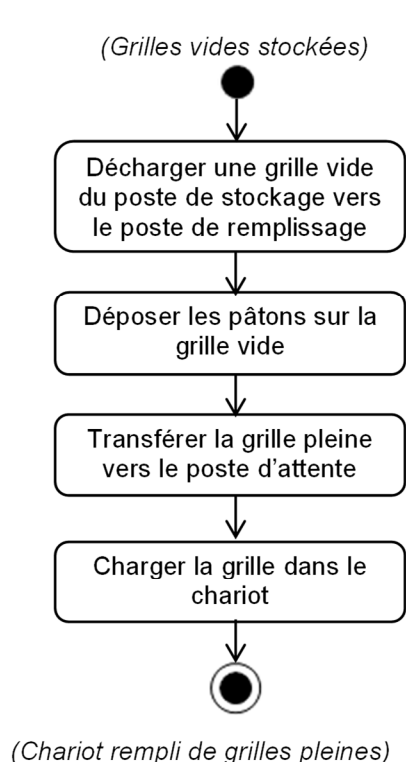 (Grilles vides stockées)
Décharger une grille vide
du poste de stockage vers
le poste de remplissage
Déposer les pâtons sur la
grille vide
Transférer la grille pleine
vers le poste d'attente
Charger la grille dans le
chariot
(Chariot rempli de grilles pleines)